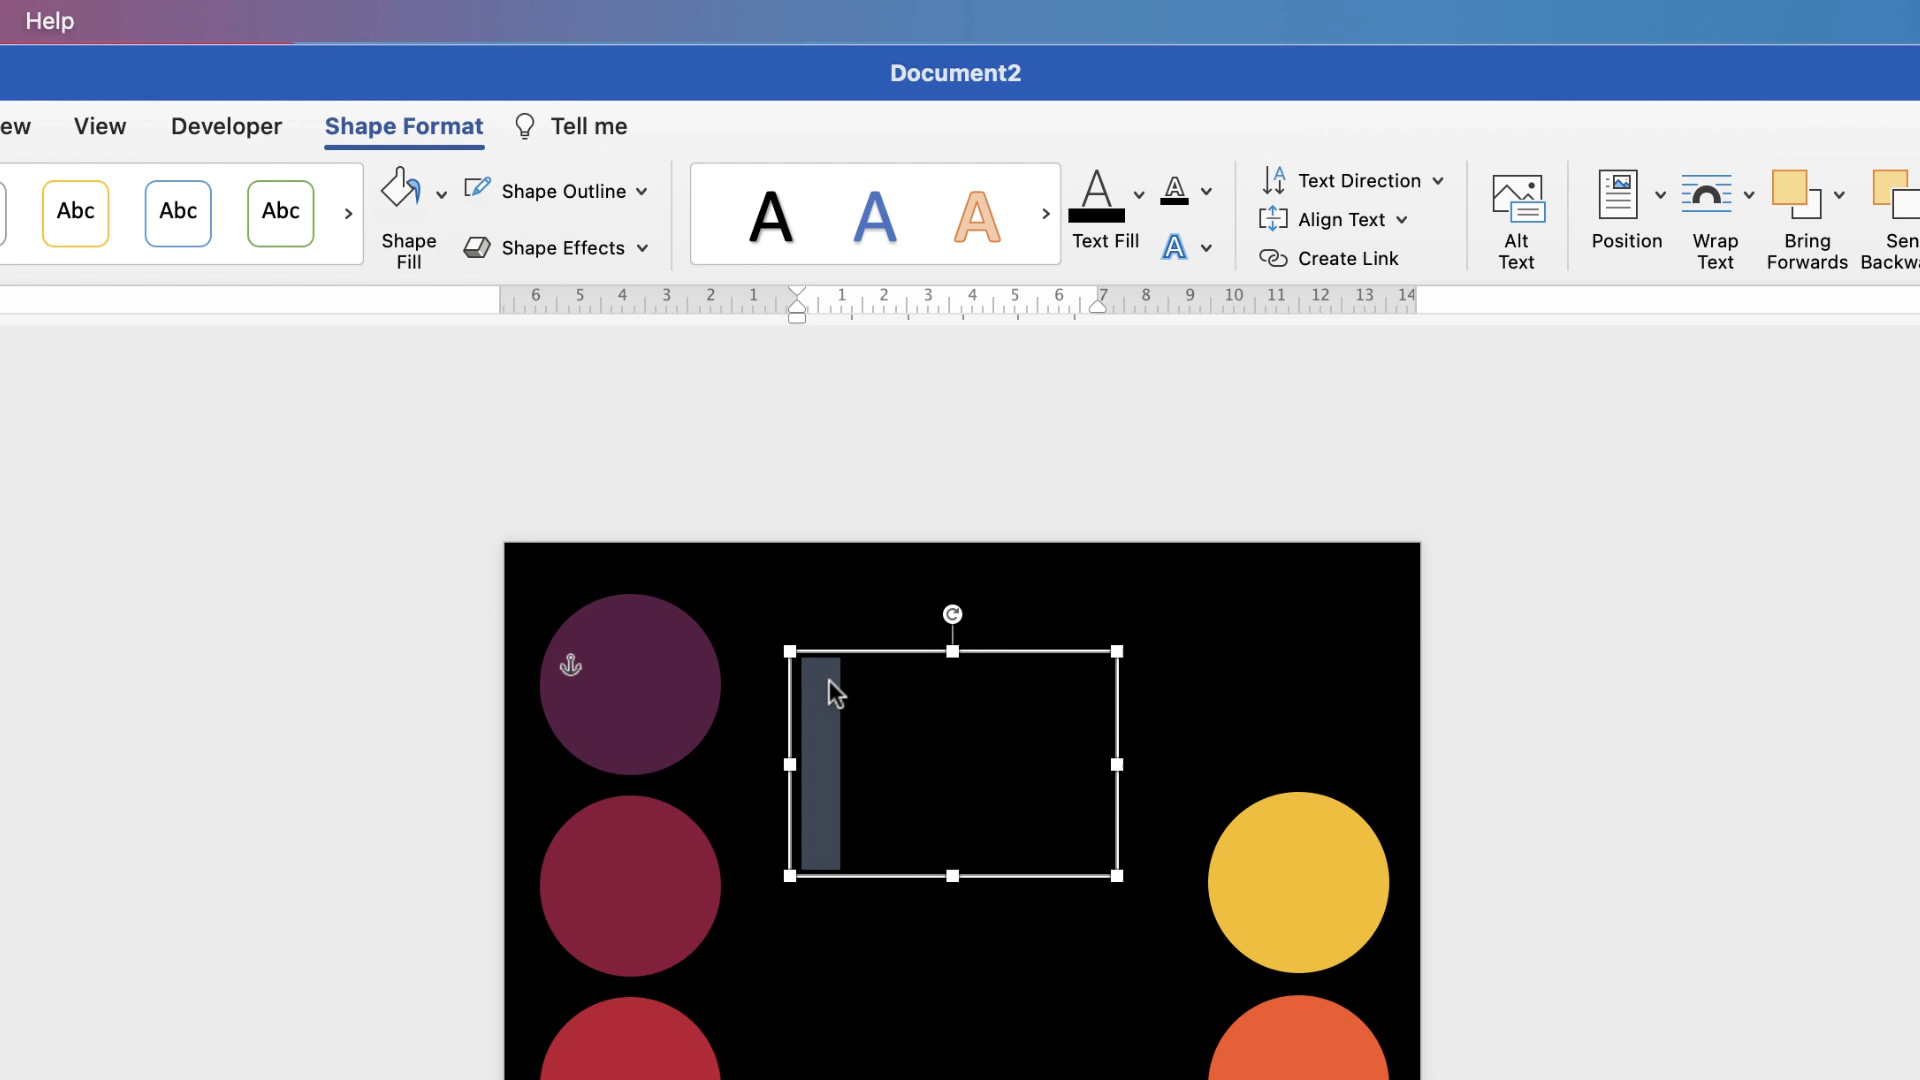 Help
Document2
ew View Developer Shape Format Tell me
Abc Abc Abc
Shape Fill
Shape Outline
Shape Effects
A A A
Text Fill
A
A
Text Direction
Align Text
Create Link
Alt Text
Position
Wrap Text
Bring Forwards
Sen
Backwa
6 5 4 3 2 1 1 2 3 4 5 6 7 8 9 10 11 12 13 14